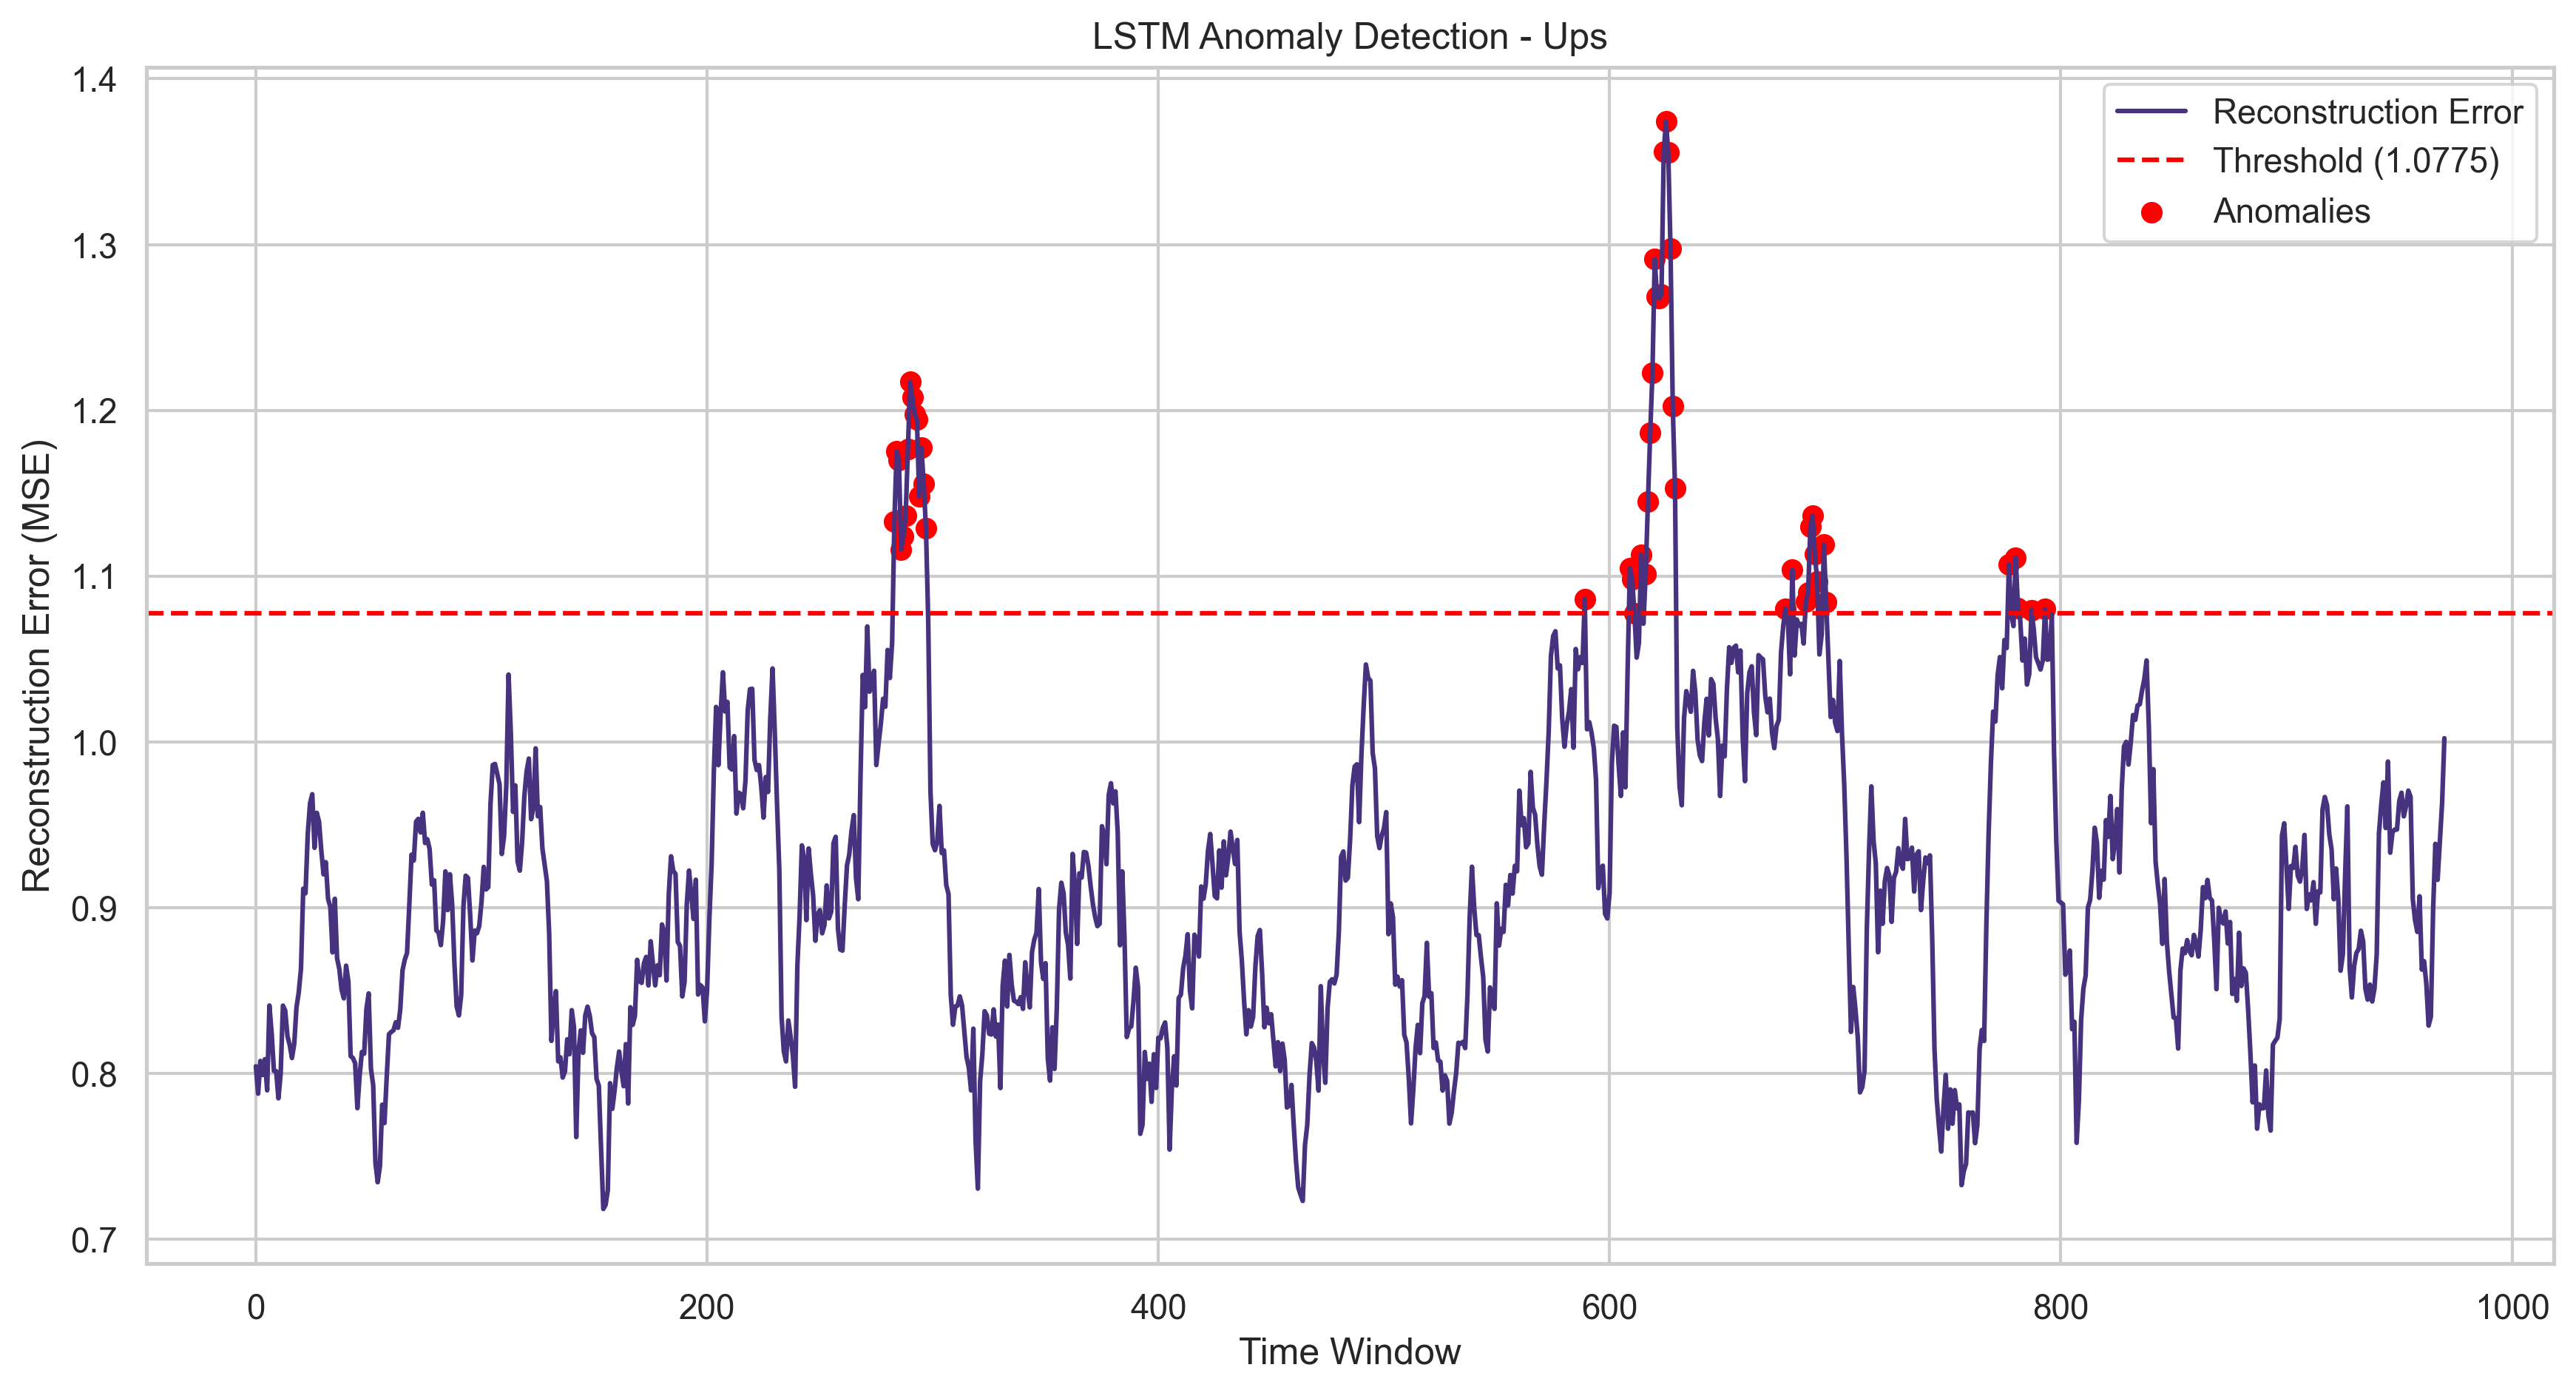 LSTM Anomaly Detection - Ups
Reconstruction Error (MSE)
1.4
1.3
1.2
1.1
1.0
0.9
0.8
0.7
Reconstruction Error
Threshold (1.0775)
Anomalies
0 200 400 600 800 1000
Time Window